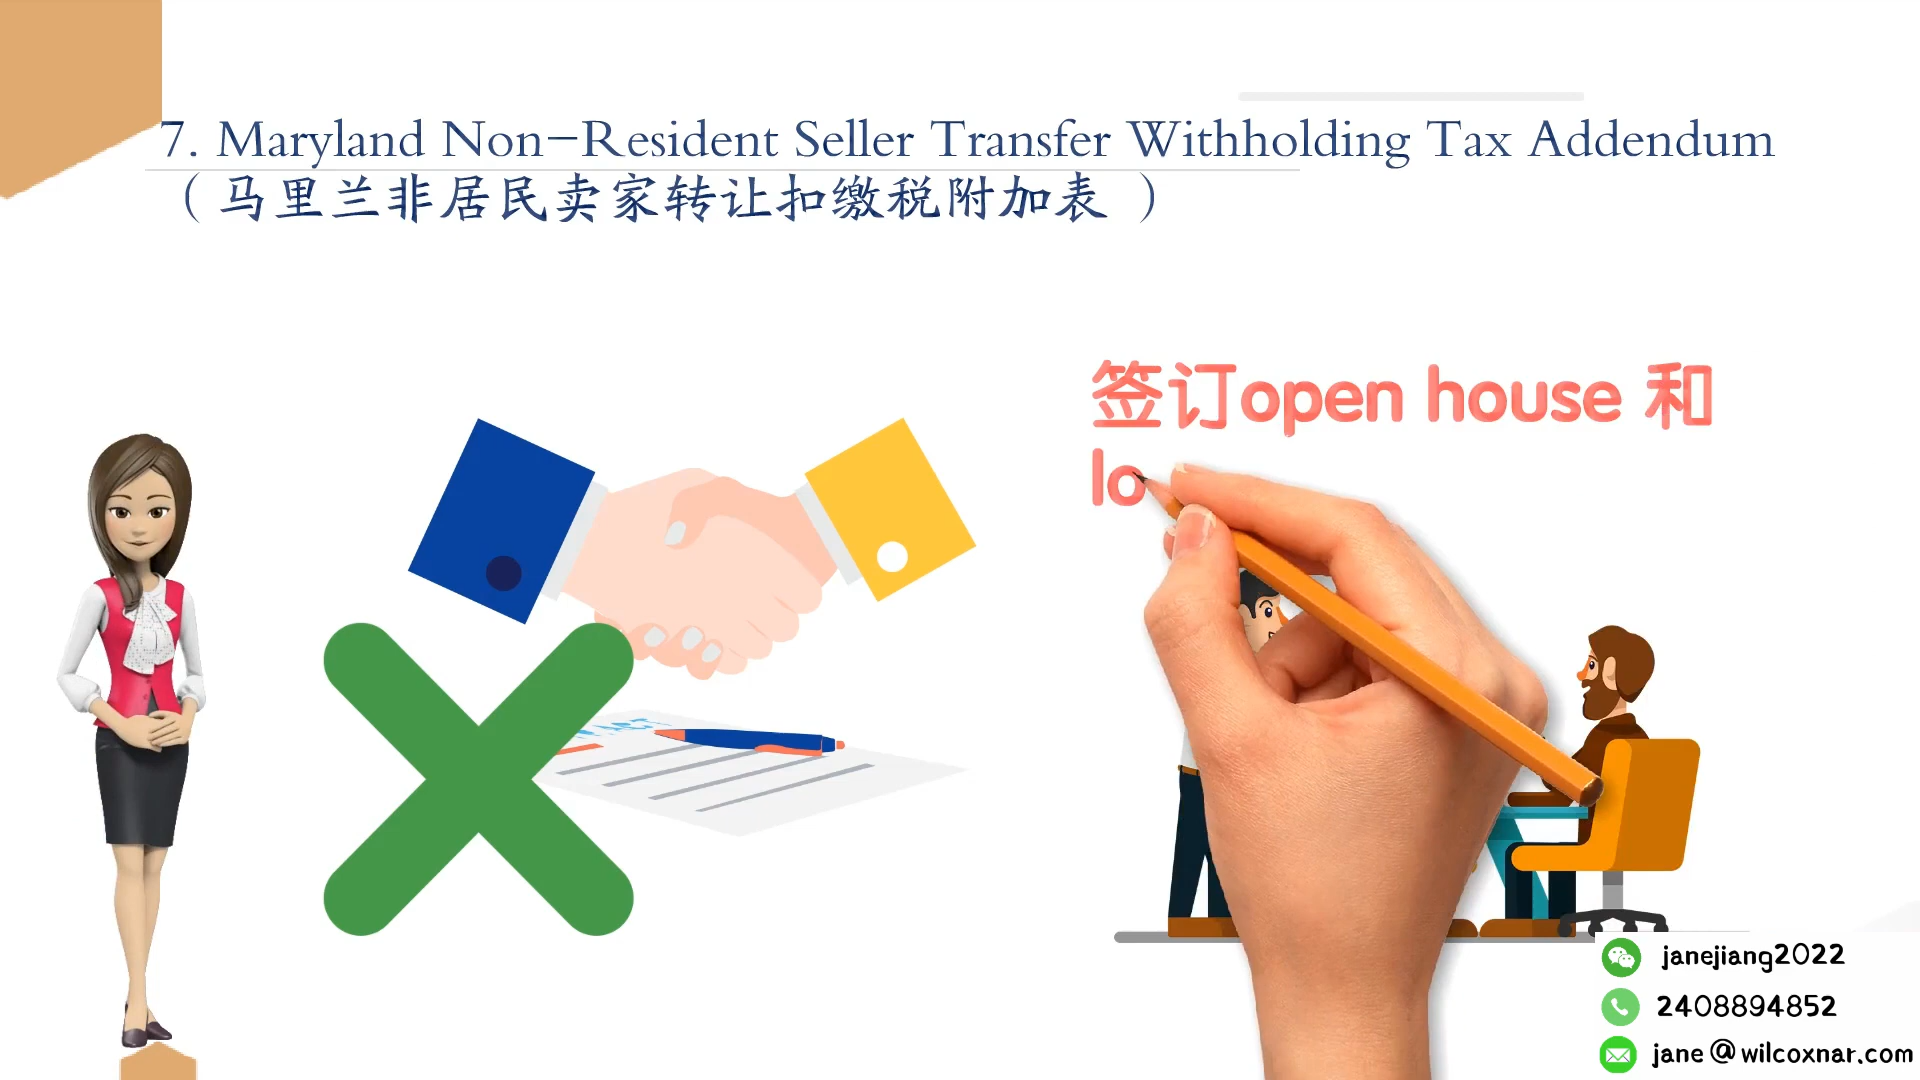 7. Maryland Non-Resident Seller Transfer Withholding Tax Addendum
（马里兰非居民卖家转让扣缴税附加表 ）
签订open house 和
lo
janejiang2022
2408894852
jane@wilcoxnar.com